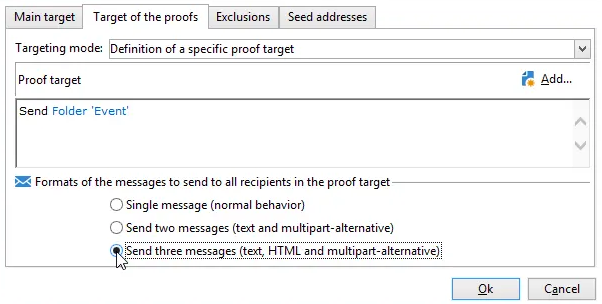 Main target Target of the proofs Exclusions Seed addresses
Targeting mode: Definition of a specific proof target
Proof target Add...
Send Folder 'Event'
Formats of the messages to send to all recipients in the proof target
Single message (normal behavior)
Send two messages (text and multipart-alternative)
Send three messages (text, HTML and multipart-alternative)
Ok Cancel